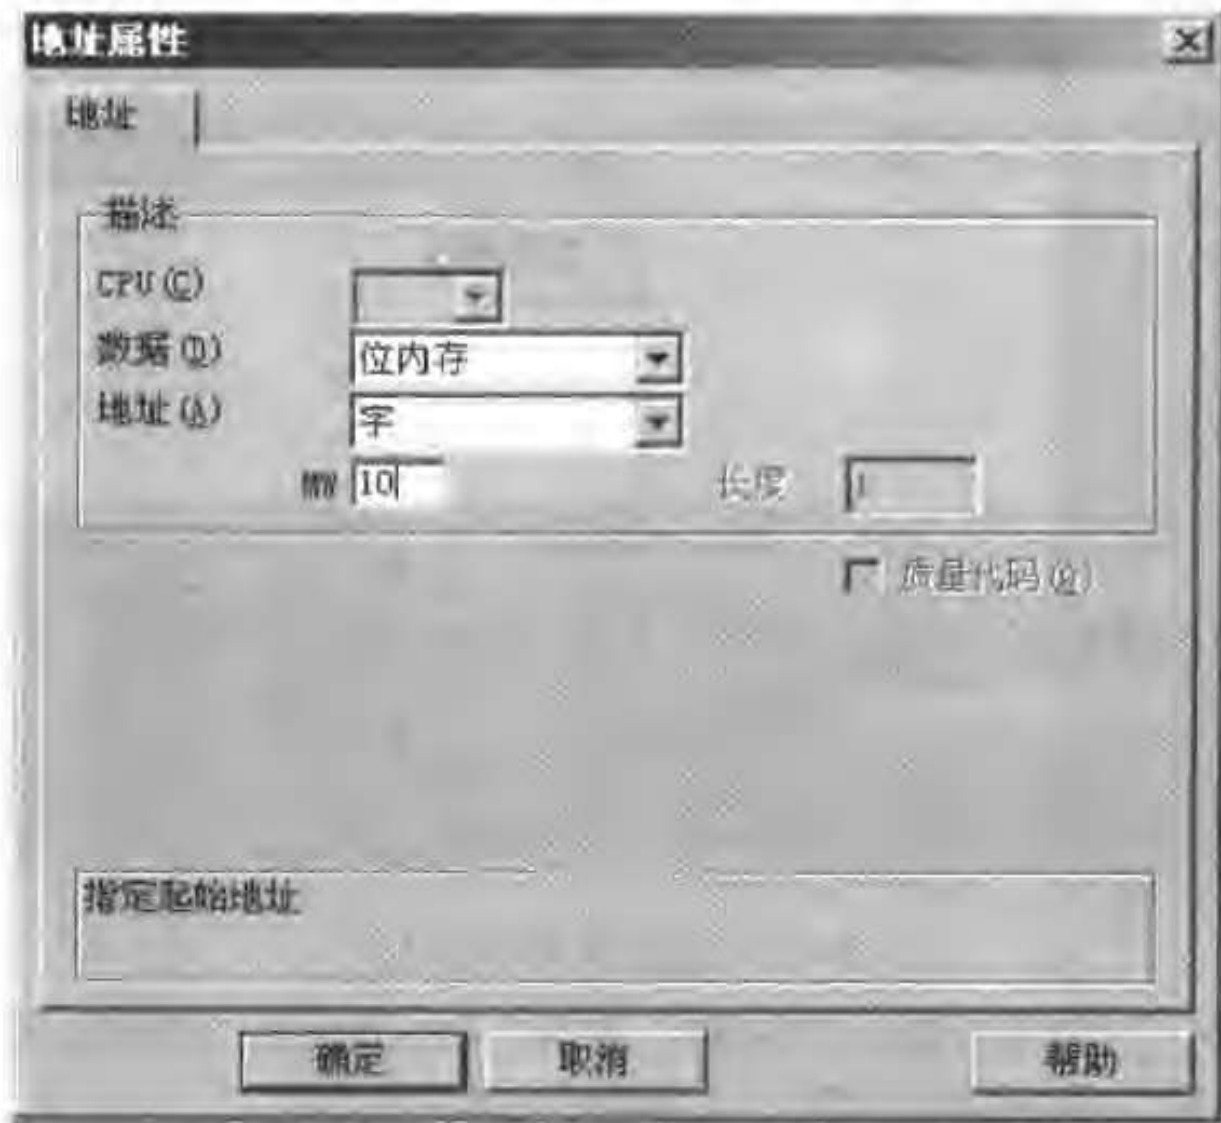 地址属性
地址
描述
CPU(C)
数据(D)
位内存
地址(A)
字
MW 10 长度 1
质量代码(Q)
指定起始地址
确定 取消 帮助